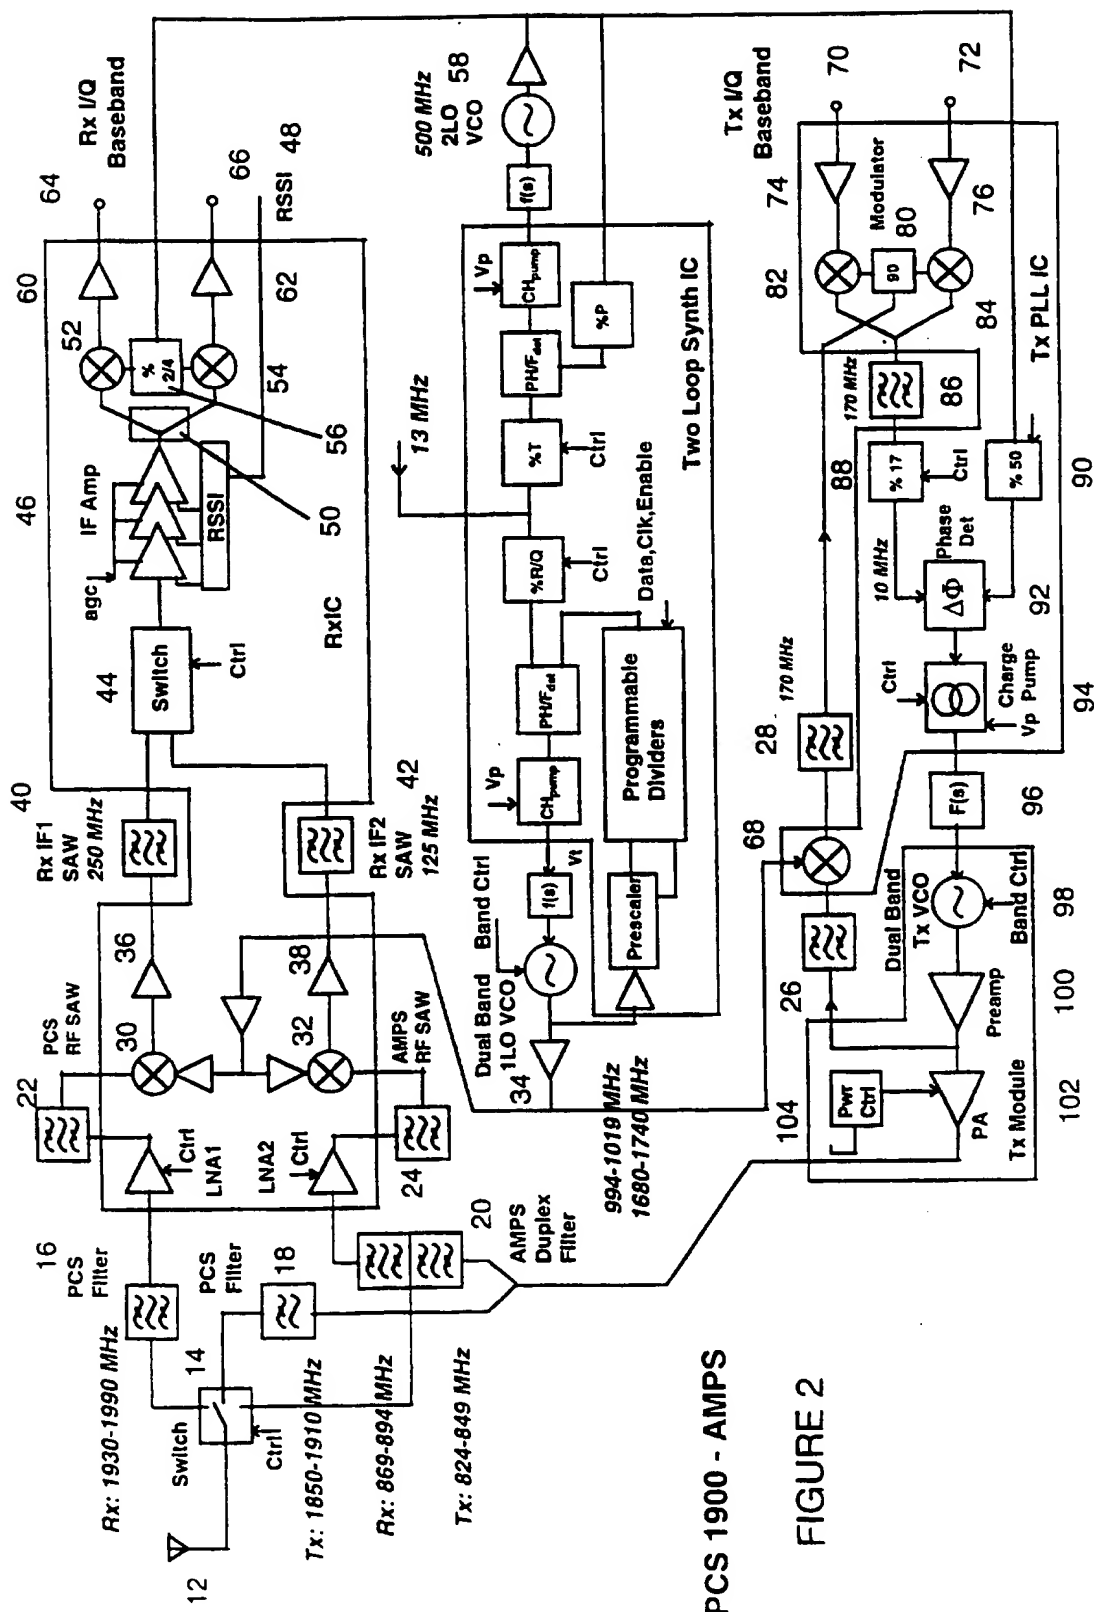 12
Switch
14
Ctrl
Rx: 1930-1990 MHz
Tx: 1850-1910 MHz
Rx: 869-894 MHz
Tx: 824-849 MHz
16
PCS
Filter
PCS
Filter
18
20
AMPS
Duplex
Filter
22
PCS
RF SAW
LNA1
Ctrl
LNA2
Ctrl
24
AMPS
RF SAW
30
32
36
38
40
Rx IF1
SAW
250 MHz
Rx IF2
SAW
125 MHz
42
44
Switch
Ctrl
46
agc
IF Amp
RSSI
RxIC
50
52
%
2/4
54
56
60
62
64
66
Rx I/Q
Baseband
RSSI
48
34
Dual Band
1LO VCO
Band Ctrl
994-1019 MHz
1680-1740 MHz
f(s)
Vt
Prescaler
Vp
CHpump
PH/Fdet
Programmable
Dividers
Data,Clk,Enable
%R/Q
Ctrl
13 MHz
%T
Ctrl
PH/Fdet
Vp
CHpump
%P
Two Loop Synth IC
f(s)
500 MHz
2LO
VCO
58
68
26
28
170 MHz
Tx I/Q
Baseband
70
72
74
76
Modulator
80
90
82
84
170 MHz
86
Tx PLL IC
88
% 17
Ctrl
% 50
90
10 MHz
Phase
Det
ΔΦ
92
Ctrl
Charge
Pump
Vp
94
F(s)
96
Dual Band
Tx VCO
Band Ctrl
98
Preamp
100
104
Pwr
Ctrl
PA
Tx Module
102
PCS 1900 - AMPS
FIGURE 2